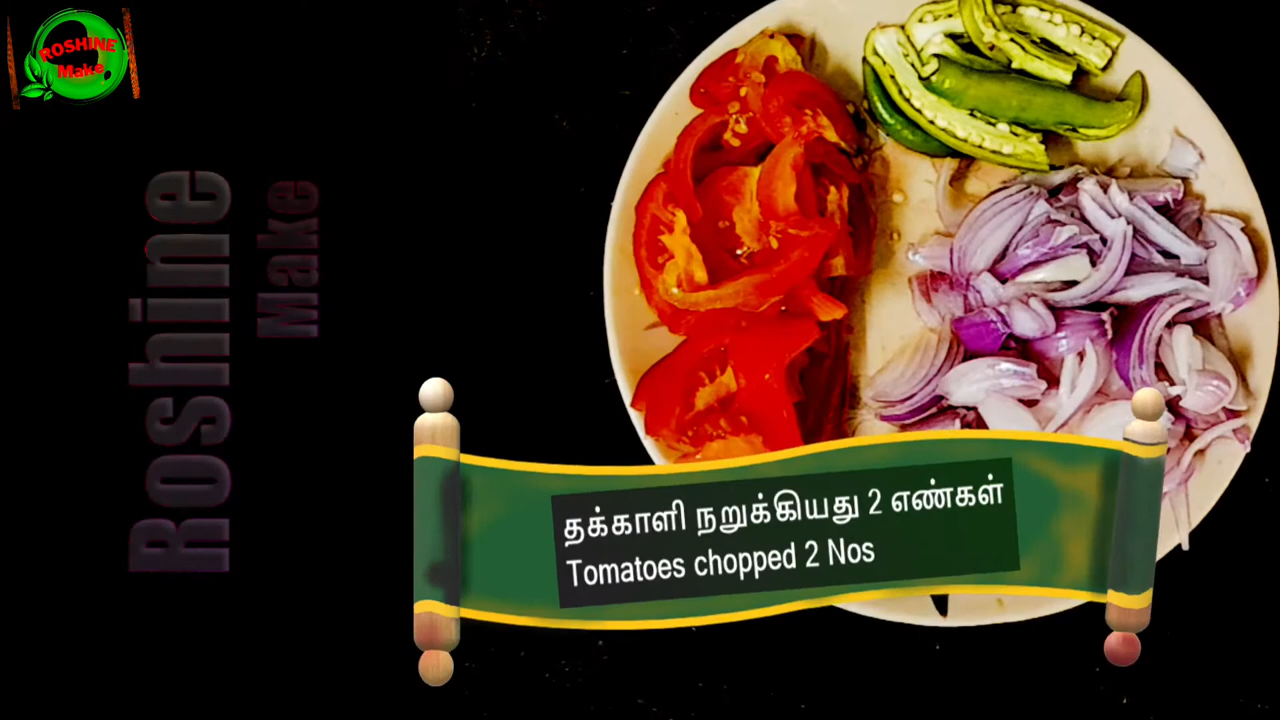 ROSHINE
Make
Roshine
Make
தக்காளி நறுக்கியது 2 எண்கள்
Tomatoes chopped 2 Nos